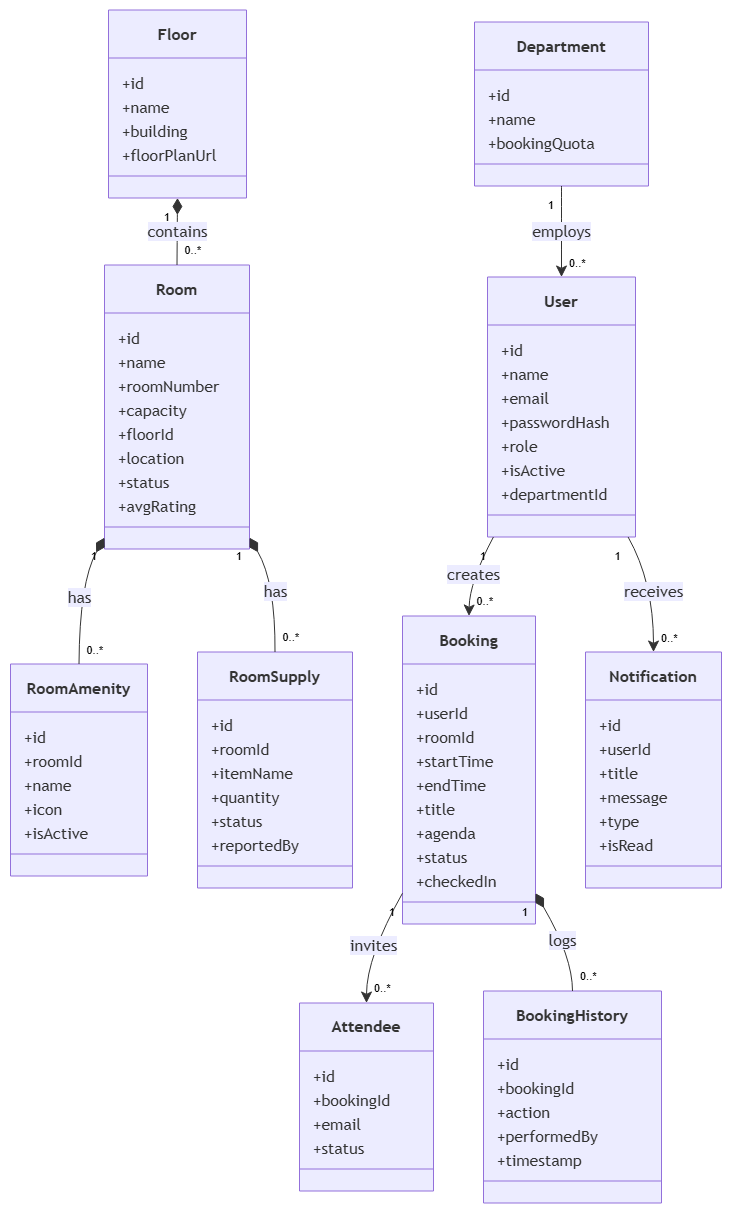 Floor
+id
+name
+building
+floorPlanUrl
Department
+id
+name
+bookingQuota
1
contains
0..*
1
employs
0..*
Room
+id
+name
+roomNumber
+capacity
+floorId
+location
+status
+avgRating
User
+id
+name
+email
+passwordHash
+role
+isActive
+departmentId
1
has
0..*
1
has
0..*
1
creates
0..*
1
receives
0..*
RoomAmenity
+id
+roomId
+name
+icon
+isActive
RoomSupply
+id
+roomId
+itemName
+quantity
+status
+reportedBy
Booking
+id
+userId
+roomId
+startTime
+endTime
+title
+agenda
+status
+checkedIn
Notification
+id
+userId
+title
+message
+type
+isRead
1
invites
0..*
1
logs
0..*
Attendee
+id
+bookingId
+email
+status
BookingHistory
+id
+bookingId
+action
+performedBy
+timestamp